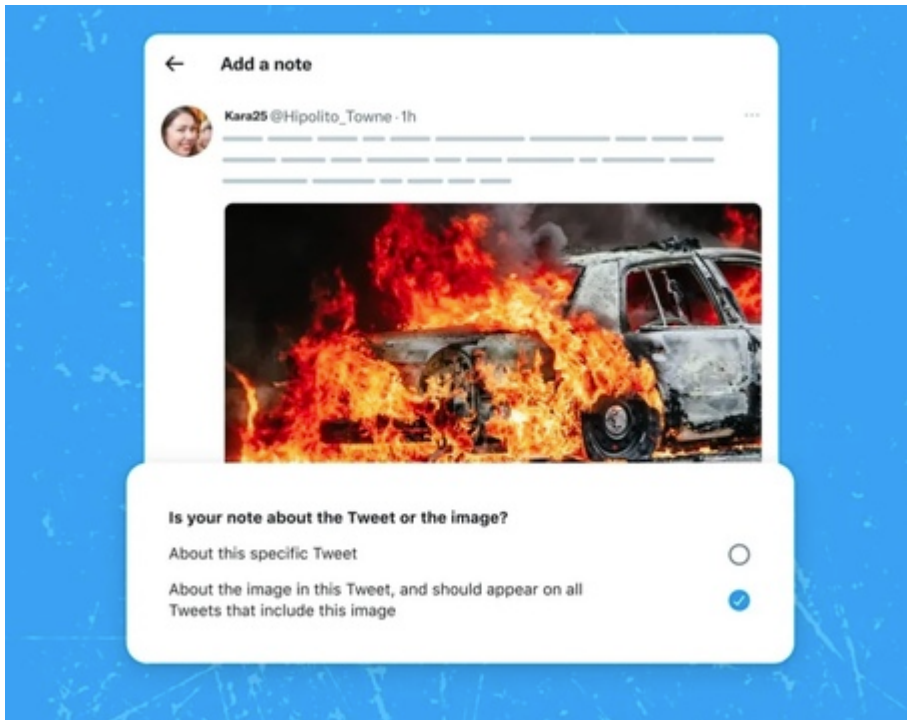 Add a note
Kara25 @Hipolito_Towne · 1h
Is your note about the Tweet or the image?
About this specific Tweet
About the image in this Tweet, and should appear on all
Tweets that include this image